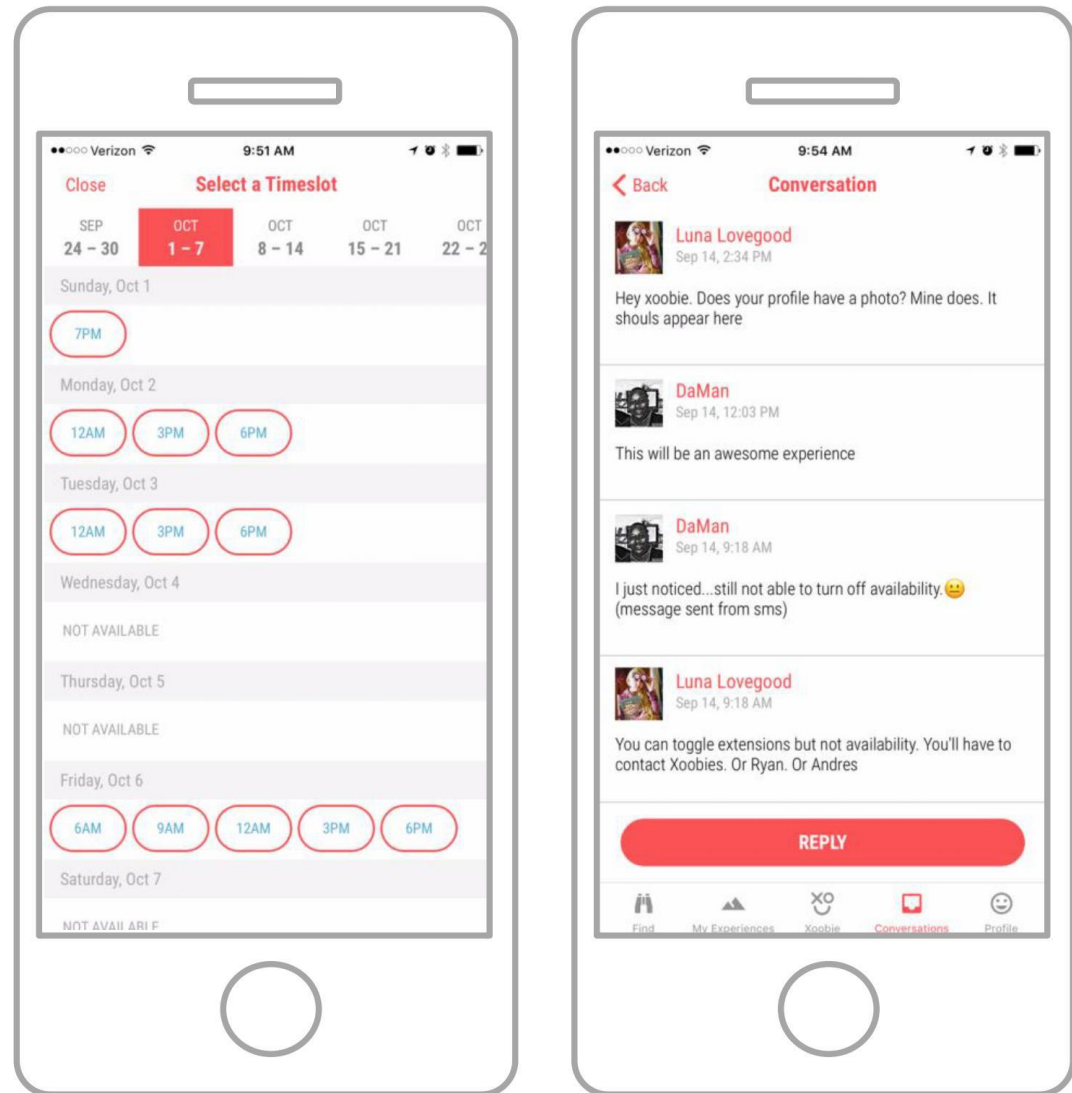 Verizon 9:51 AM
Close Select a Timeslot
SEP OCT OCT OCT OCT
24 – 30 1 – 7 8 – 14 15 – 21 22 – 2
Sunday, Oct 1
7PM
Monday, Oct 2
12AM 3PM 6PM
Tuesday, Oct 3
12AM 3PM 6PM
Wednesday, Oct 4
NOT AVAILABLE
Thursday, Oct 5
NOT AVAILABLE
Friday, Oct 6
6AM 9AM 12AM 3PM 6PM
Saturday, Oct 7
NOT AVAILABLE
Verizon 9:54 AM
Back Conversation
Luna Lovegood
Sep 14, 2:34 PM
Hey xoobie. Does your profile have a photo? Mine does. It
shouls appear here
DaMan
Sep 14, 12:03 PM
This will be an awesome experience
DaMan
Sep 14, 9:18 AM
I just noticed...still not able to turn off availability.😐
(message sent from sms)
Luna Lovegood
Sep 14, 9:18 AM
You can toggle extensions but not availability. You'll have to
contact Xoobies. Or Ryan. Or Andres
REPLY
XO
Find My Experiences Xoobie Conversations Profile